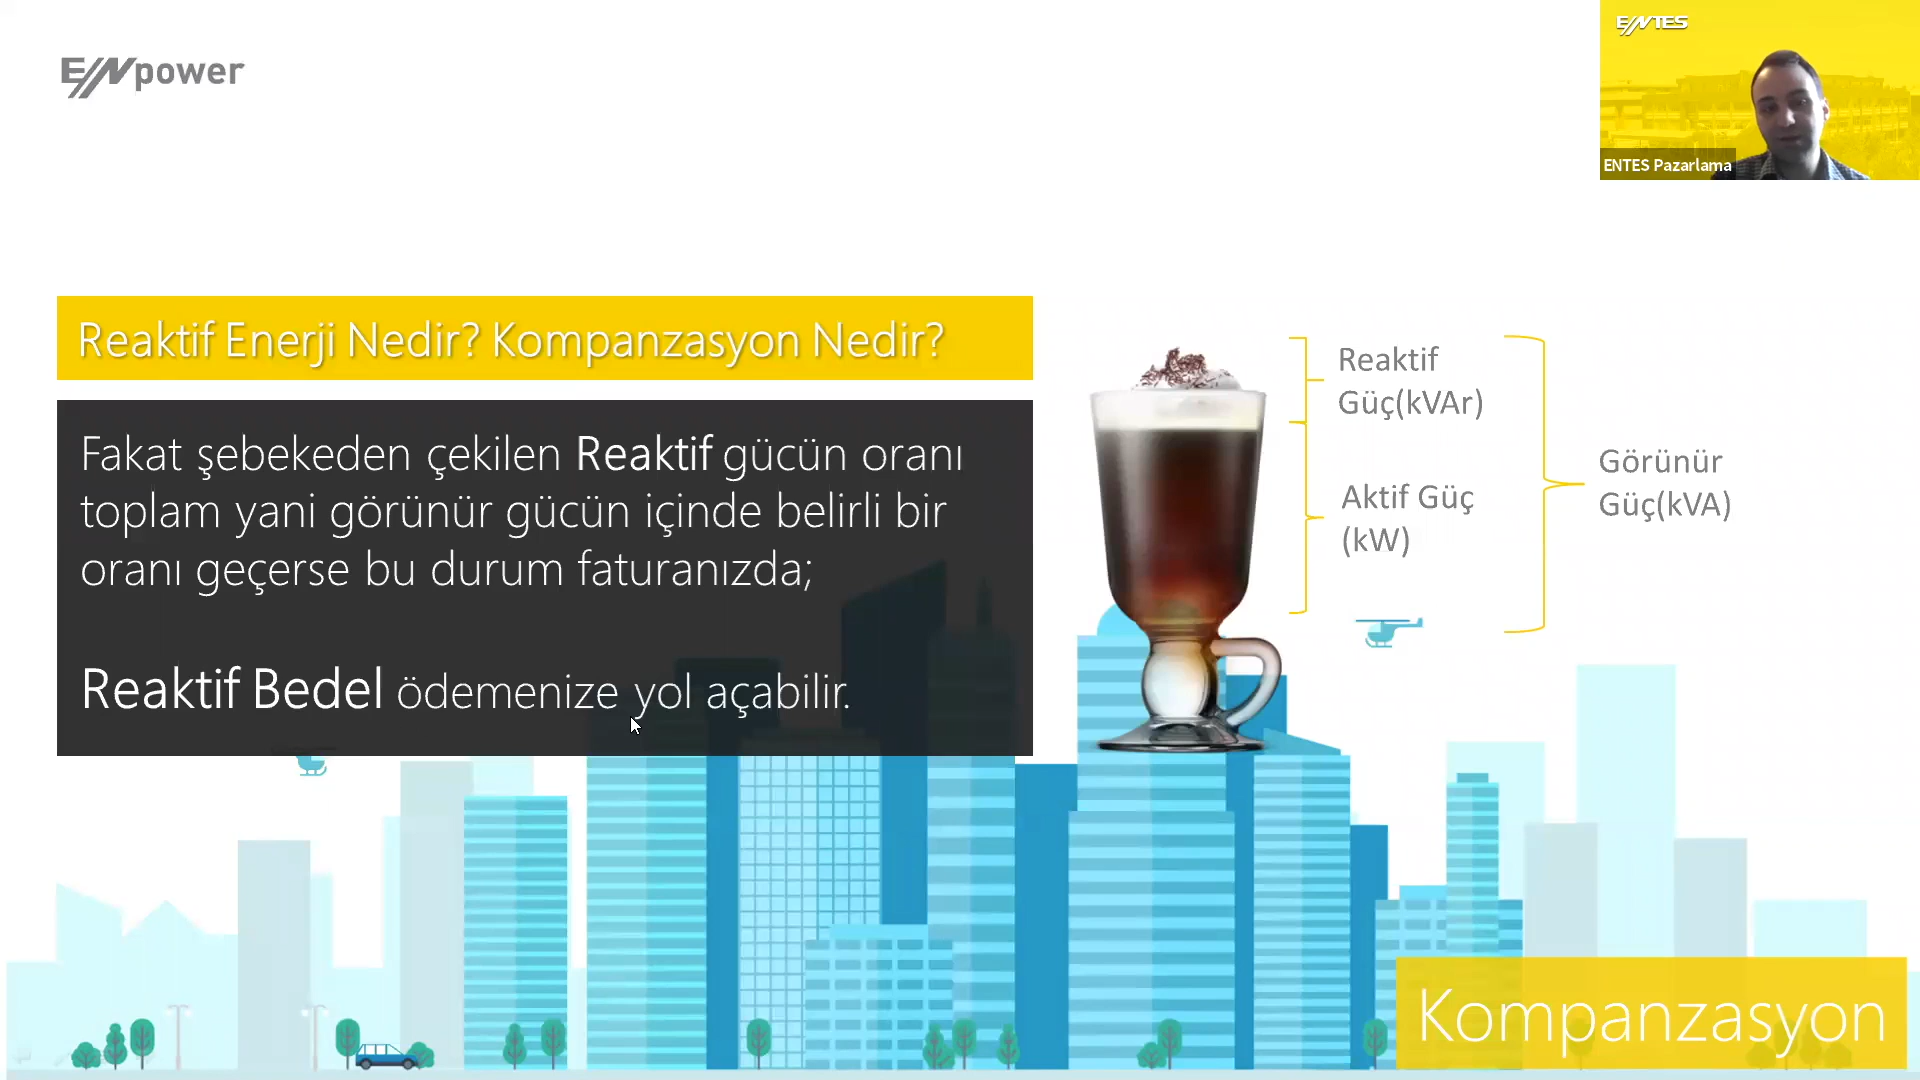 ENpower
ENTES
ENTES Pazarlama
Reaktif Enerji Nedir? Kompanzasyon Nedir?
Fakat şebekeden çekilen Reaktif gücün oranı
toplam yani görünür gücün içinde belirli bir
oranı geçerse bu durum faturanızda;
Reaktif Bedel ödemenize yol açabilir.
Reaktif
Güç(kVAr)
Aktif Güç
(kW)
Görünür
Güç(kVA)
Kompanzasyon